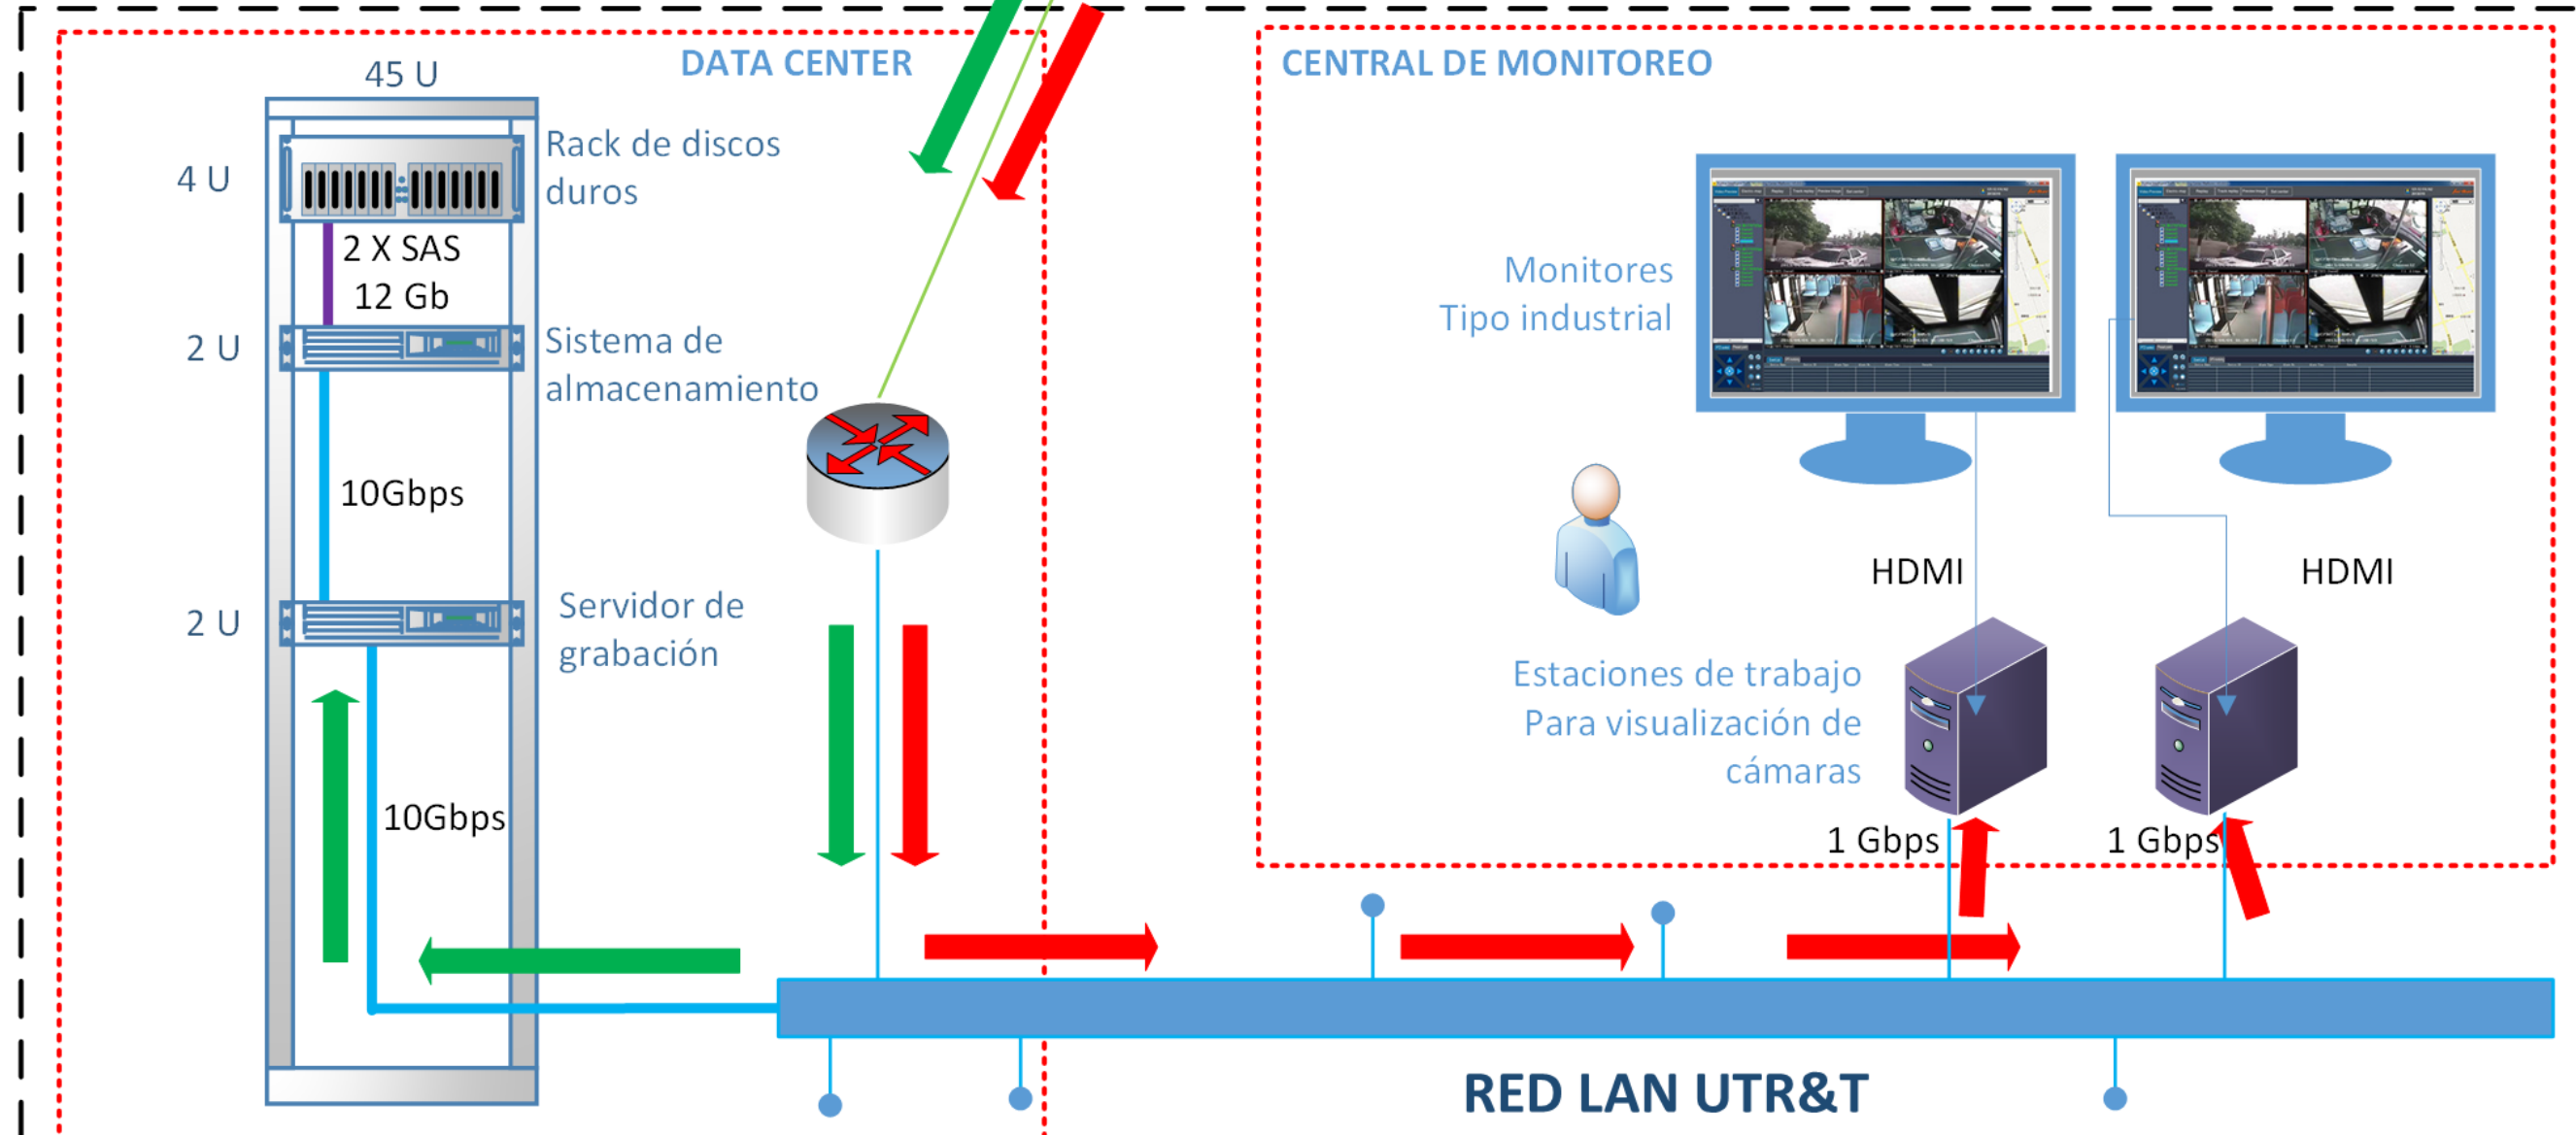 DATA CENTER
45 U
4 U
Rack de discos
duros
2 X SAS
12 Gb
2 U
Sistema de
almacenamiento
10Gbps
2 U
Servidor de
grabación
10Gbps
CENTRAL DE MONITOREO
Monitores
Tipo industrial
HDMI
HDMI
Estaciones de trabajo
Para visualización de
cámaras
1 Gbps
1 Gbps
RED LAN UTR&T